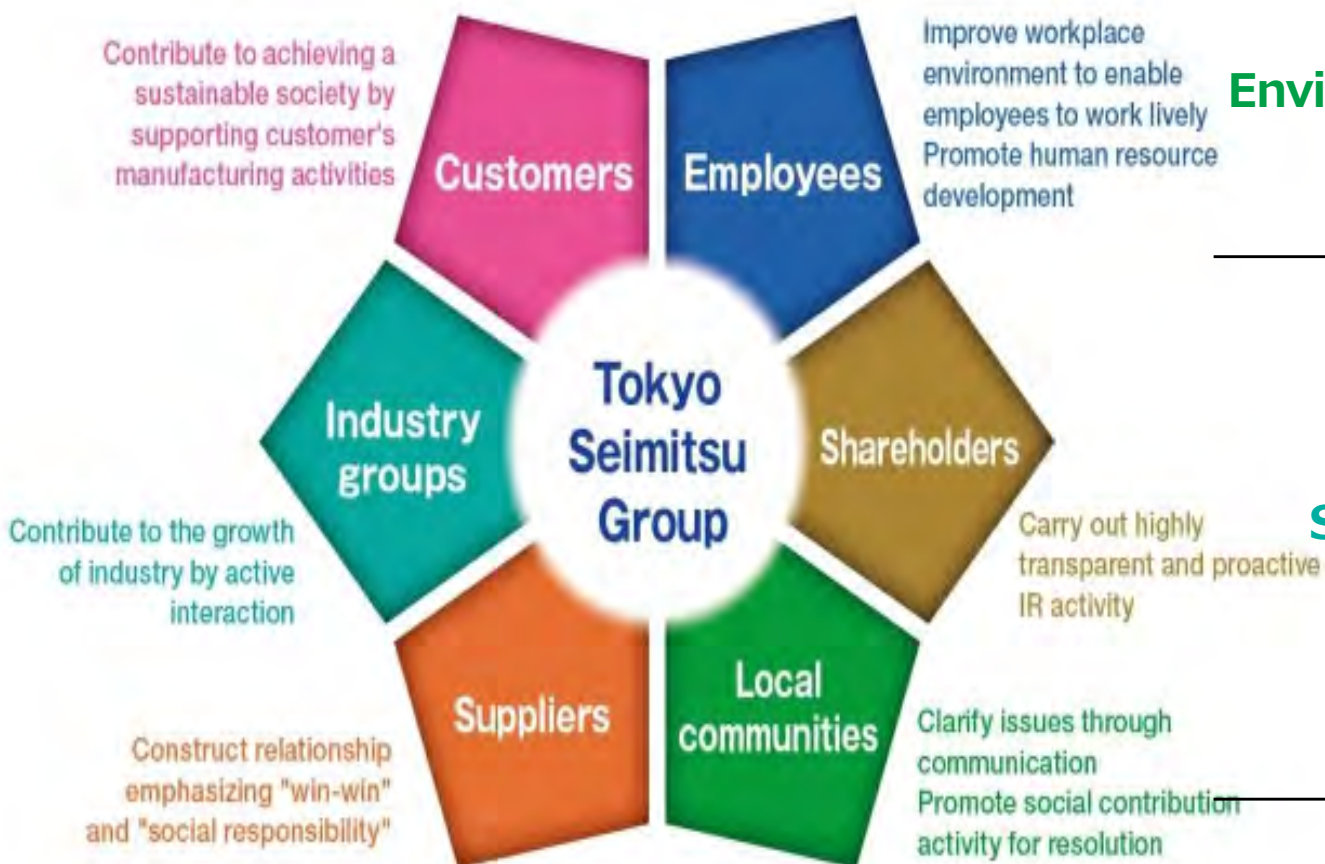 Contribute to achieving a
sustainable society by
supporting customer's
manufacturing activities
Customers
Employees
Improve workplace
environment to enable
employees to work lively
Promote human resource
development
Envi
Industry
groups
Contribute to the growth
of industry by active
interaction
Tokyo
Seimitsu
Group
Shareholders
Carry out highly
transparent and proactive
IR activity
S
Suppliers
Construct relationship
emphasizing "win-win"
and "social responsibility"
Local
communities
Clarify issues through
communication
Promote social contribution
activity for resolution